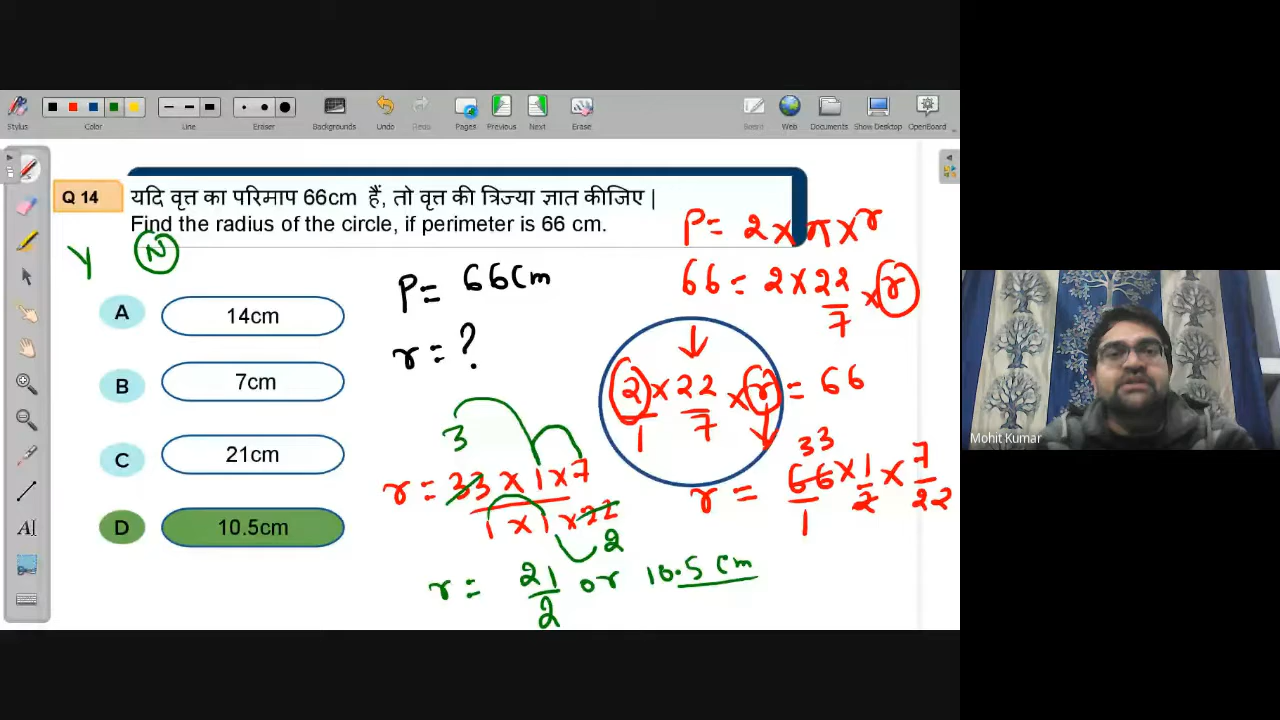 Stylus
Color
Line
Eraser
Backgrounds
Undo
Redo
Pages
Previous
Next
Erase
Board
Web
Documents
Show Desktop
OpenBoard
Q 14
यदि वृत्त का परिमाप 66cm हैं, तो वृत्त की त्रिज्या ज्ञात कीजिए |
Find the radius of the circle, if perimeter is 66 cm.
Y N
A 14cm
B 7cm
C 21cm
D 10.5cm
P = 66cm
r = ?
P = 2 × π × r
66 = 2 × 22/7 × r
2/1 × 22/7 × r = 66
33
r = 66/1 × 1/2 × 7/22
3
r = 33 × 1 × 7
1 × 1 × 22
2
r = 21/2 or 10.5 cm
Mohit Kumar
AI